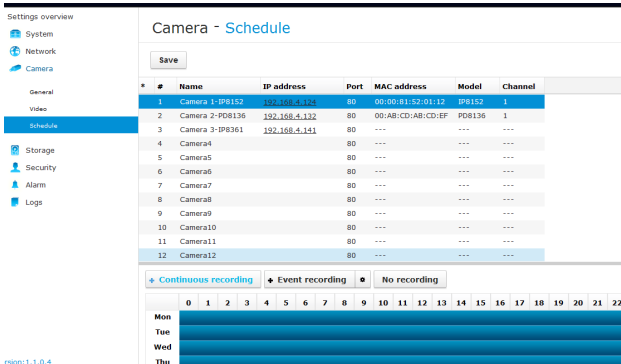 Settings overview
System
Network
Camera
General
Video
Schedule
Storage
Security
Alarm
Logs
rsion:1.1.0.4
Camera - Schedule
Save
* # Name IP address Port MAC address Model Channel
1 Camera 1-IP8152 192.168.4.124 80 00:00:81:52:01:12 IP8152 1
2 Camera 2-PD8136 192.168.4.132 80 00:AB:CD:AB:CD:EF PD8136 1
3 Camera 3-IP8361 192.168.4.141 80 --- --- ---
4 Camera4 80 --- --- ---
5 Camera5 80 --- --- ---
6 Camera6 80 --- --- ---
7 Camera7 80 --- --- ---
8 Camera8 80 --- --- ---
9 Camera9 80 --- --- ---
10 Camera10 80 --- --- ---
11 Camera11 80 --- --- ---
12 Camera12 80 --- --- ---
+ Continuous recording + Event recording No recording
0 1 2 3 4 5 6 7 8 9 10 11 12 13 14 15 16 17 18 19 20 21 22
Mon
Tue
Wed
Thu